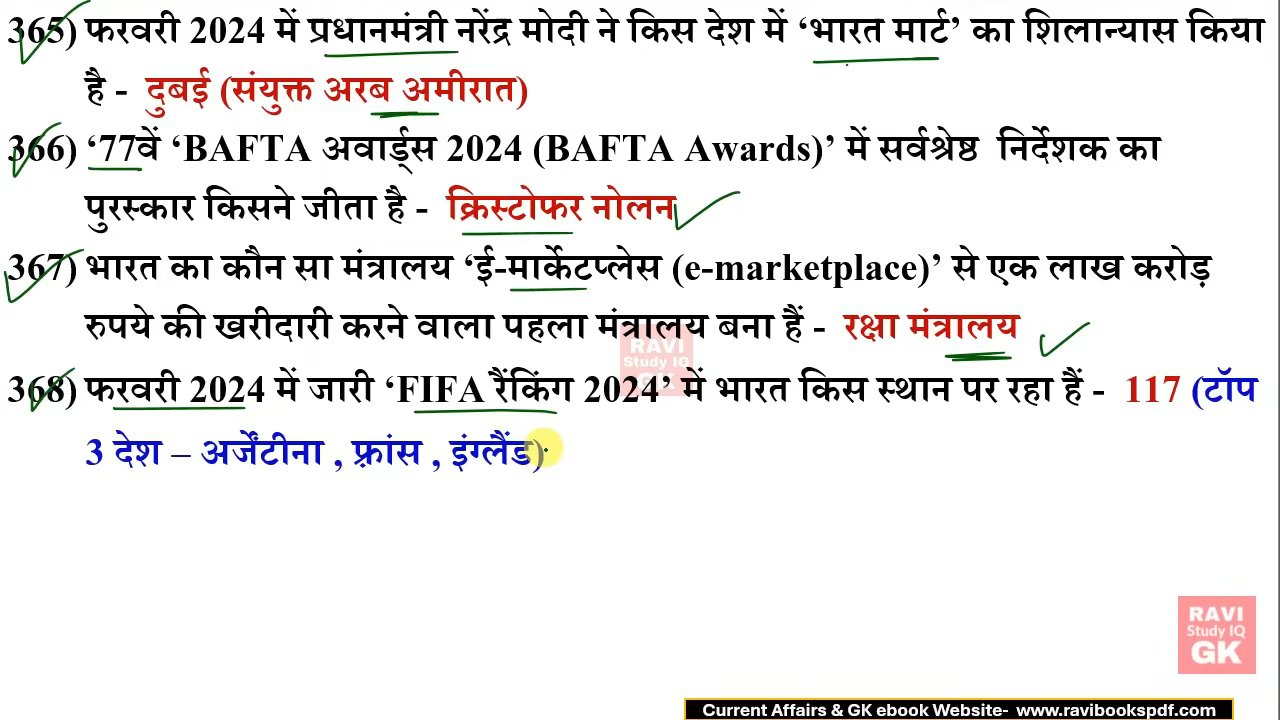 365) फरवरी 2024 में प्रधानमंत्री नरेंद्र मोदी ने किस देश में ‘भारत मार्ट’ का शिलान्यास किया
है - दुबई (संयुक्त अरब अमीरात)
366) ‘77वें ‘BAFTA अवार्ड्स 2024 (BAFTA Awards)’ में सर्वश्रेष्ठ निर्देशक का
पुरस्कार किसने जीता है - क्रिस्टोफर नोलन
367) भारत का कौन सा मंत्रालय ‘ई-मार्केटप्लेस (e-marketplace)’ से एक लाख करोड़
रुपये की खरीदारी करने वाला पहला मंत्रालय बना हैं - रक्षा मंत्रालय
RAVI
Study IQ
368) फरवरी 2024 में जारी ‘FIFA रैंकिंग 2024’ में भारत किस स्थान पर रहा हैं - 117 (टॉप
3 देश – अर्जेंटीना , फ़्रांस , इंग्लैंड)
RAVI
Study IQ
GK
Current Affairs & GK ebook Website- www.ravibookspdf.com